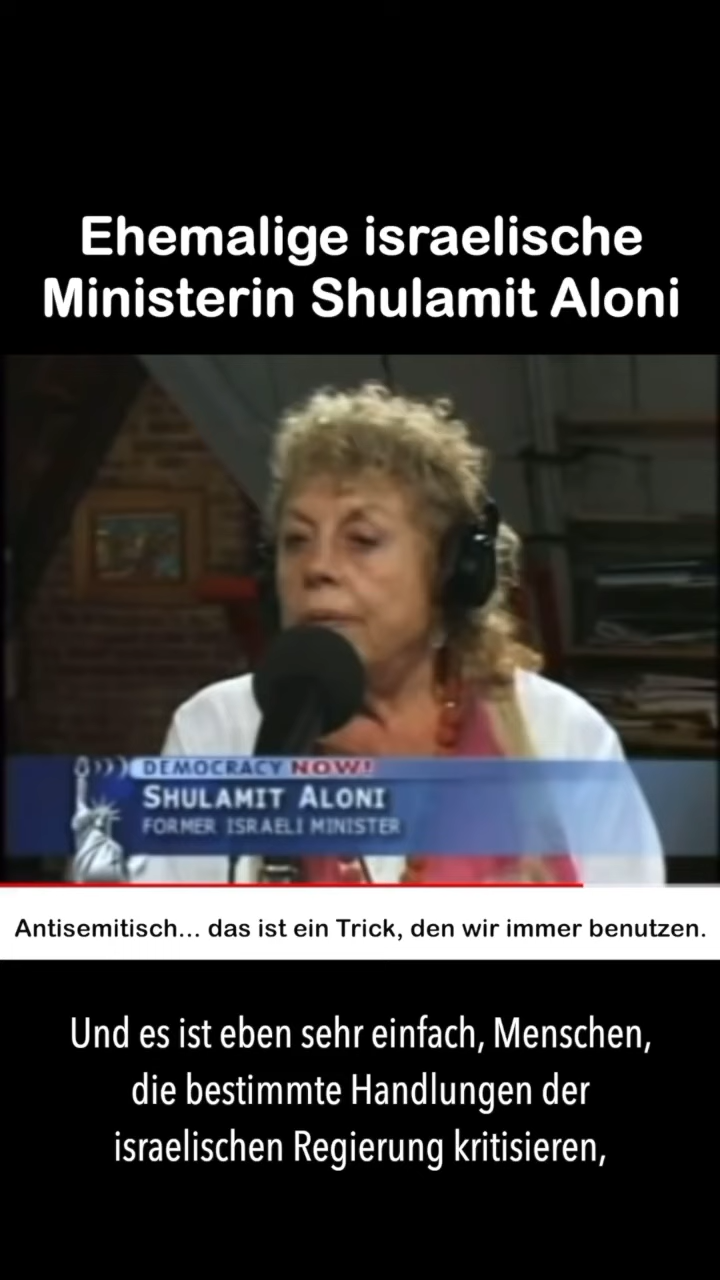 Ehemalige israelische
Ministerin Shulamit Aloni
DEMOCRACY NOW!
SHULAMIT ALONI
FORMER ISRAELI MINISTER
Antisemitisch... das ist ein Trick, den wir immer benutzen.
Und es ist eben sehr einfach, Menschen,
die bestimmte Handlungen der
israelischen Regierung kritisieren,